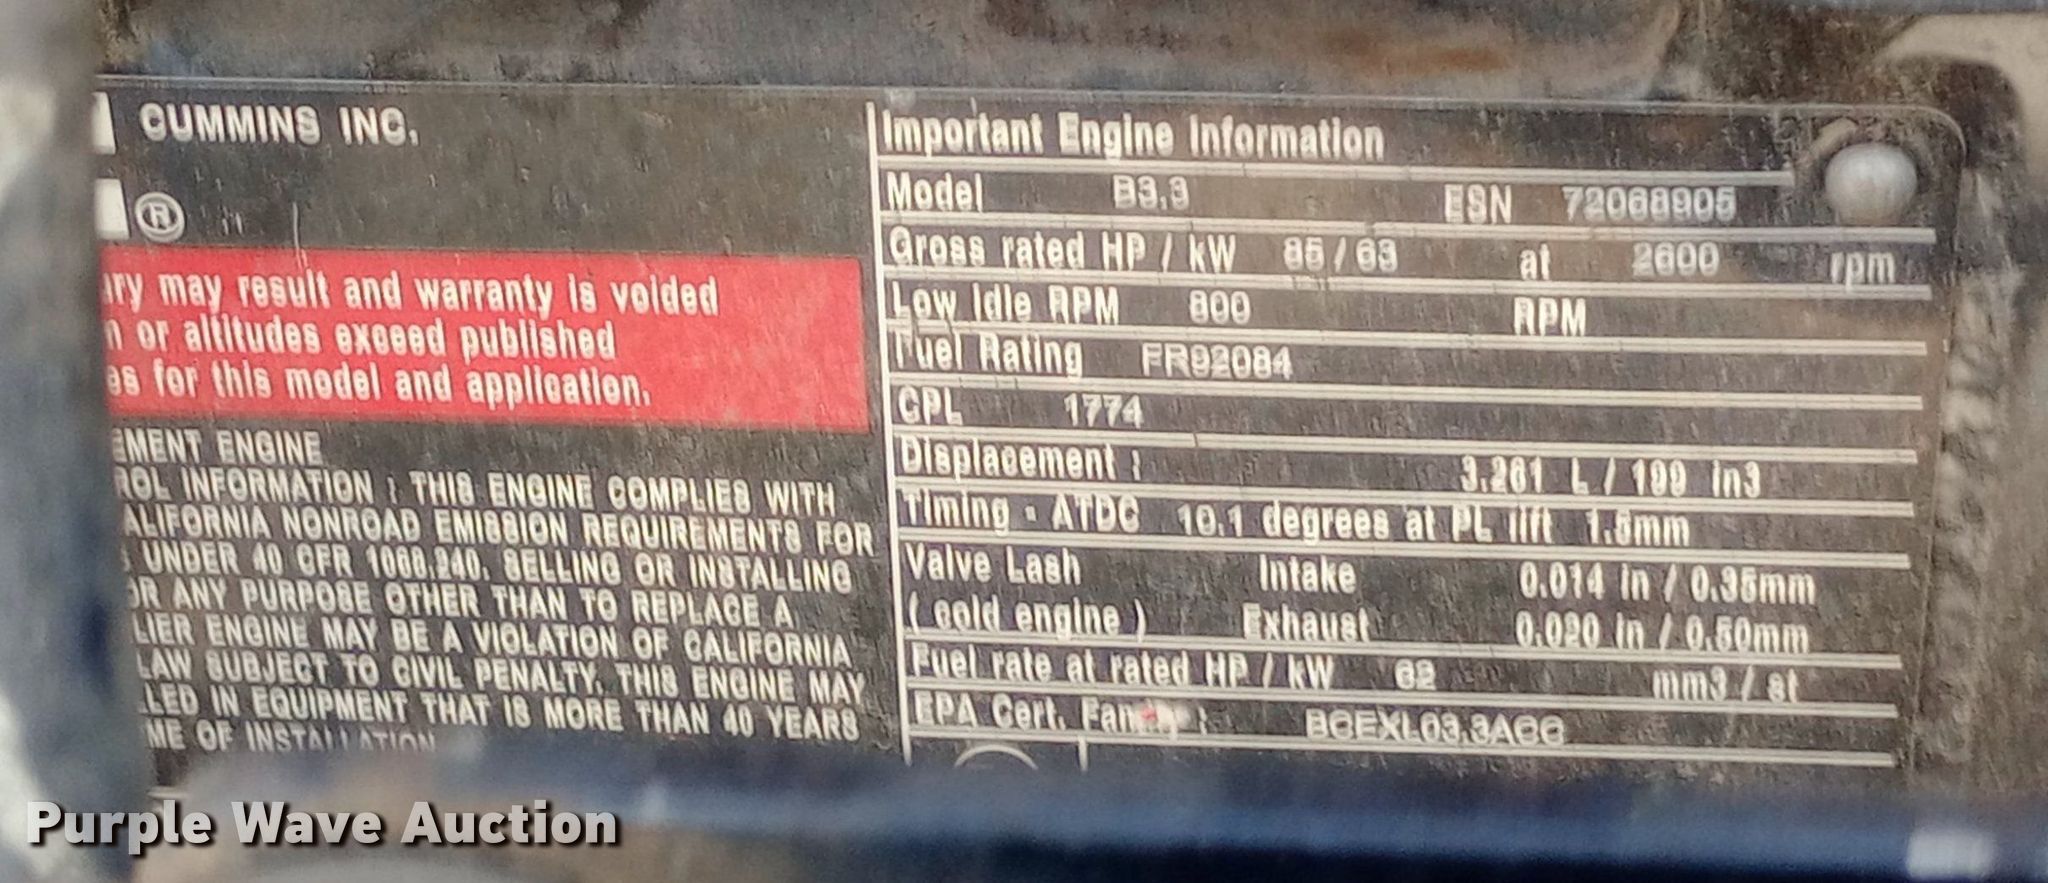 CUMMINS INC.
®
ury may result and warranty is voided
n or altitudes exceed published
es for this model and application.
EMENT ENGINE
ROL INFORMATION : THIS ENGINE COMPLIES WITH
ALIFORNIA NONROAD EMISSION REQUIREMENTS FOR
S UNDER 40 CFR 1068.240. SELLING OR INSTALLING
OR ANY PURPOSE OTHER THAN TO REPLACE A
LIER ENGINE MAY BE A VIOLATION OF CALIFORNIA
LAW SUBJECT TO CIVIL PENALTY. THIS ENGINE MAY
LLED IN EQUIPMENT THAT IS MORE THAN 40 YEARS
ME OF INSTALLATION
Important Engine Information
Model B3.3 ESN 72068905
Gross rated HP / kW 85 / 63 at 2600 rpm
Low Idle RPM 800 RPM
Fuel Rating FR92084
CPL 1774
Displacement : 3.261 L / 199 in3
Timing - ATDC 10.1 degrees at PL lift 1.5mm
Valve Lash Intake 0.014 in / 0.35mm
( cold engine ) Exhaust 0.020 in / 0.50mm
Fuel rate at rated HP / kW 62 mm3 / st
EPA Cert. Family : BCEXL03.3ACC
Purple Wave Auction